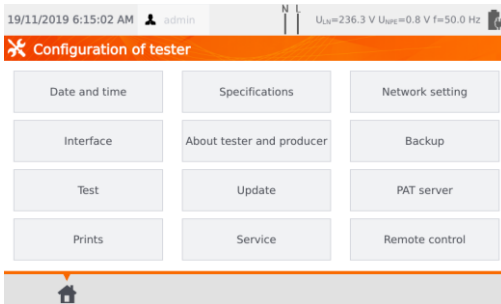 19/11/2019 6:15:02 AM admin N L U_LN=236.3 V U_NPE=0.8 V f=50.0 Hz
Configuration of tester
Date and time Specifications Network setting
Interface About tester and producer Backup
Test Update PAT server
Prints Service Remote control